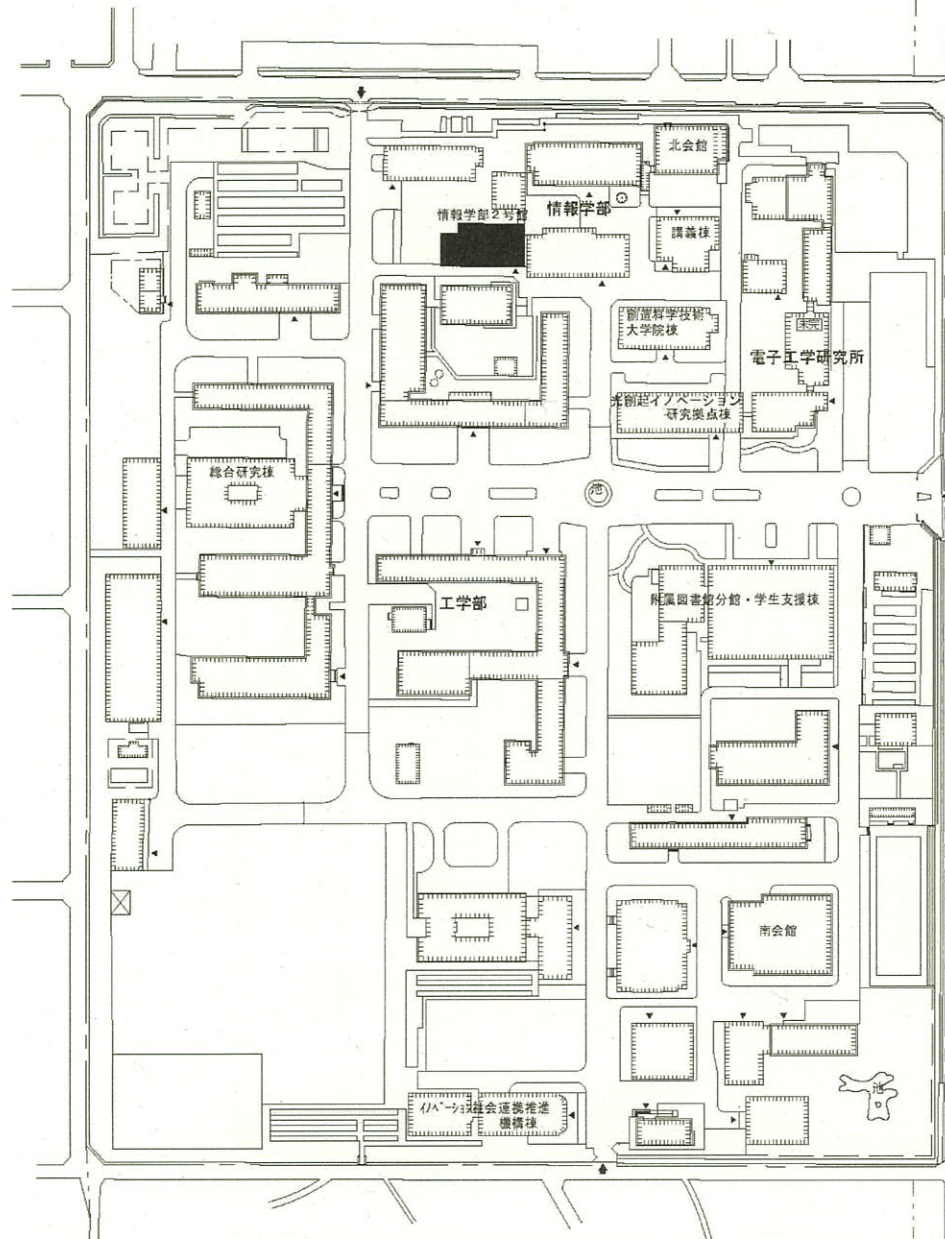 北会館
情報学部2号館
情報学部
講義棟
創造科学技術
大学院棟
電子工学研究所
光創起イノベーション
研究拠点棟
総合研究棟
池
工学部
附属図書館分館・学生支援棟
南会館
池
イノベーション社会連携推進
機構棟